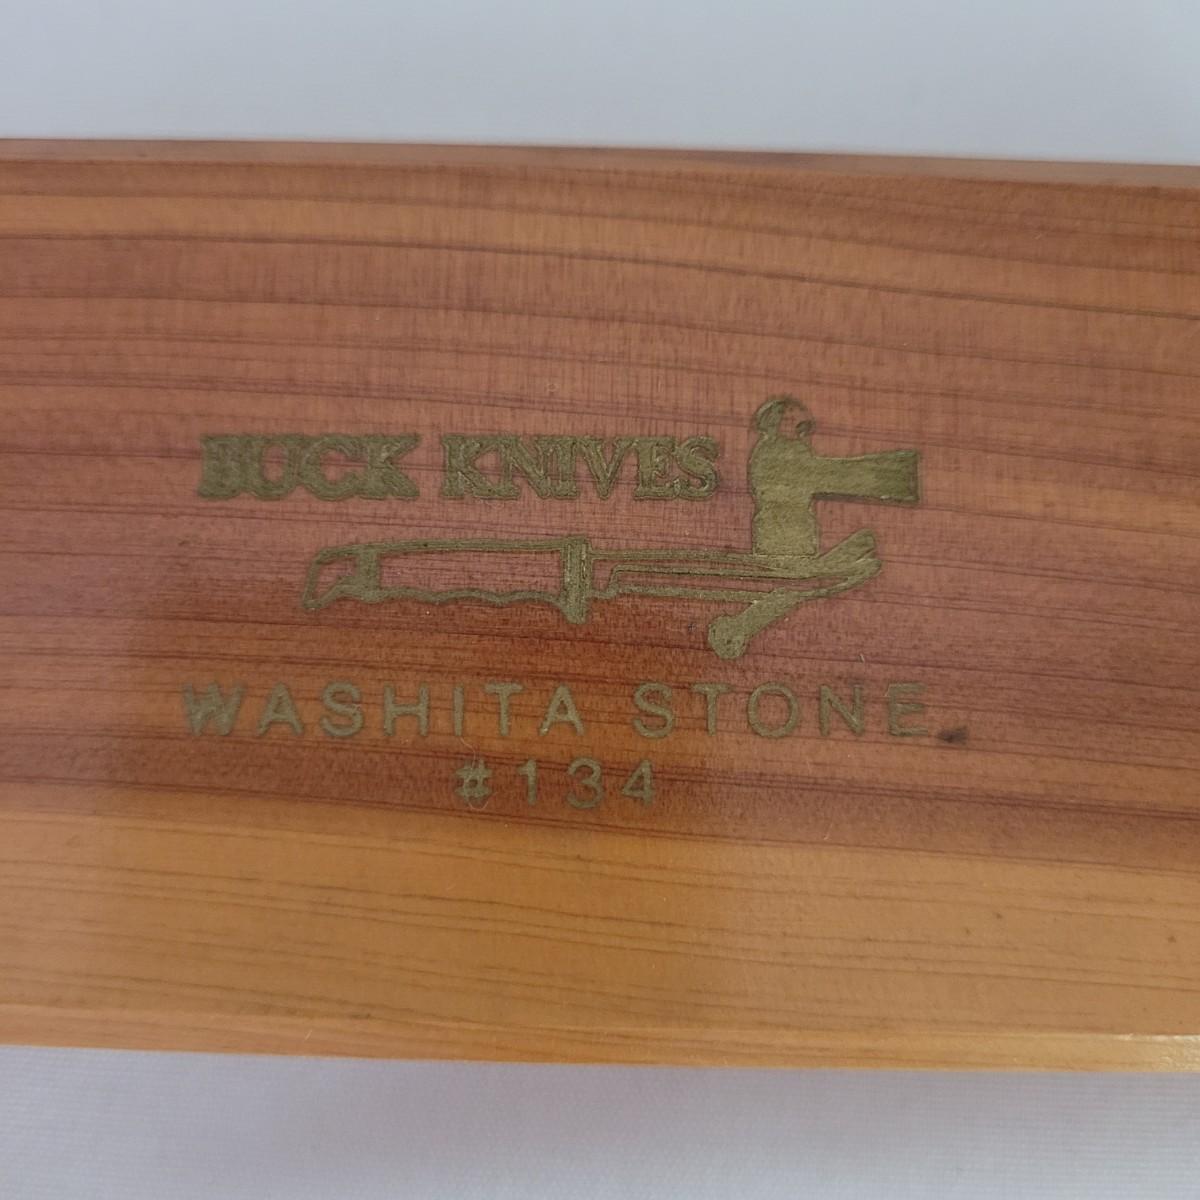 BUCK KNIVES
WASHITA STONE
#134